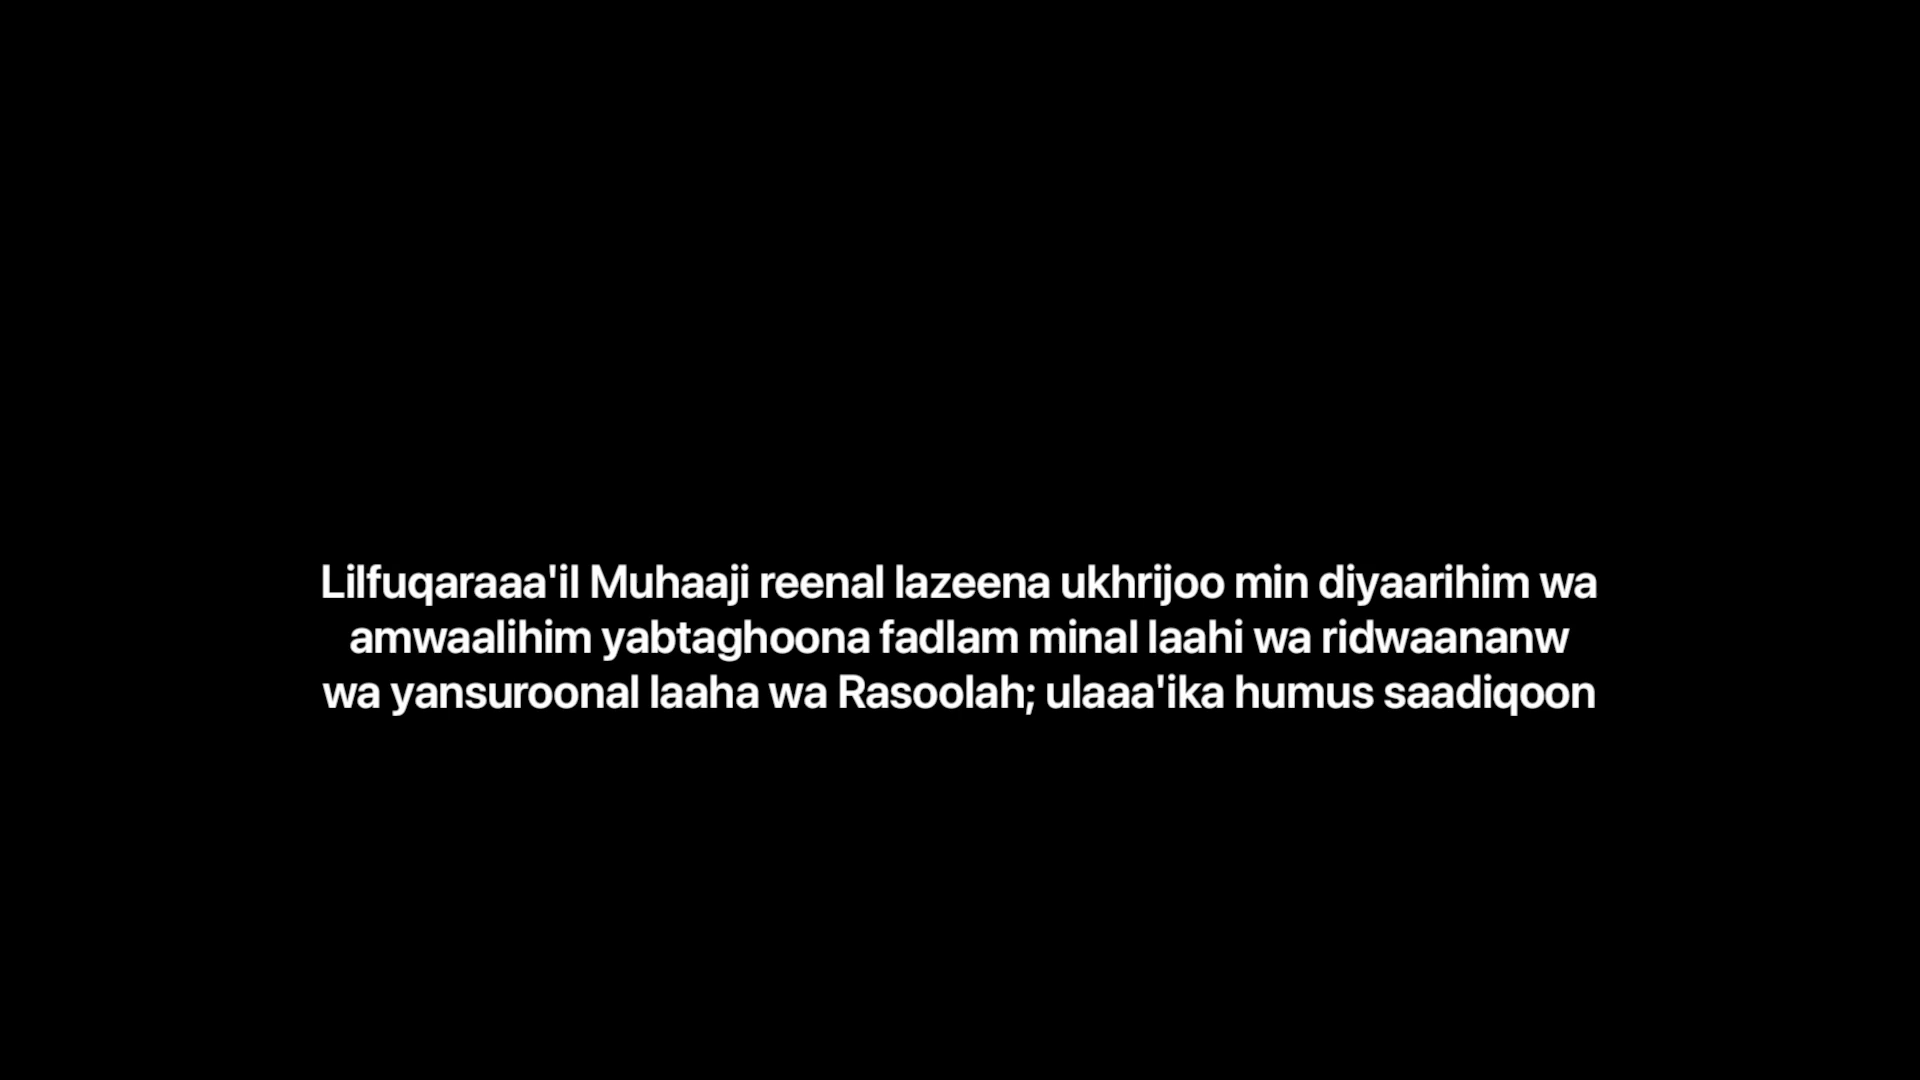 Lilfuqaraaa'il Muhaaji reenal lazeena ukhrijoo min diyaarihim wa
amwaalihim yabtaghoona fadlam minal laahi wa ridwaananw
wa yansuroonal laaha wa Rasoolah; ulaaa'ika humus saadiqoon